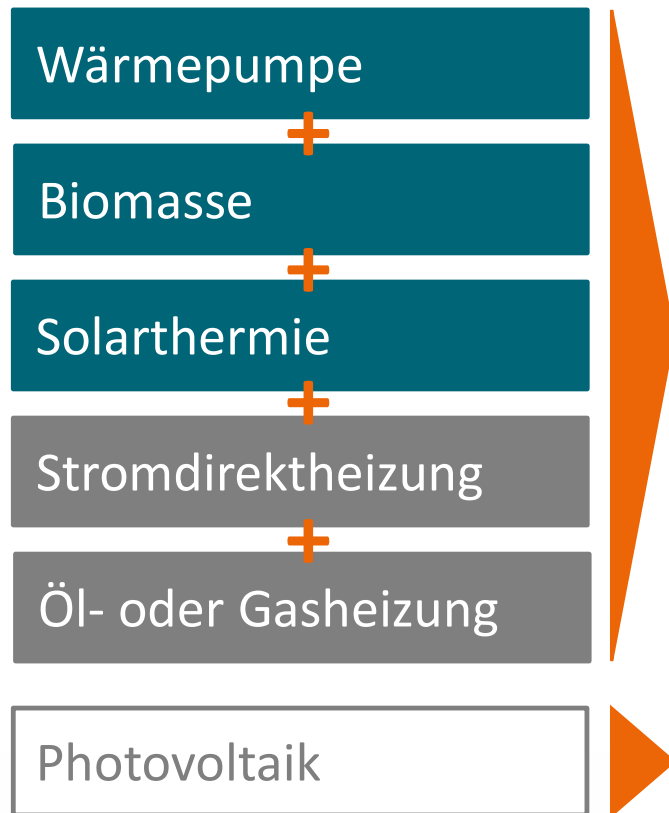 Wärmepumpe
Biomasse
Solarthermie
Stromdirektheizung
Öl- oder Gasheizung
Photovoltaik